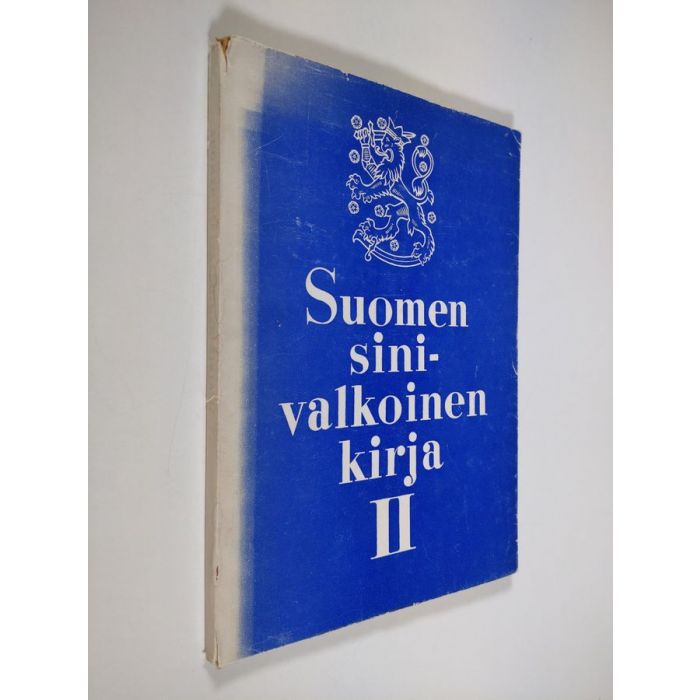 Suomen
sini-
valkoinen
kirja
II